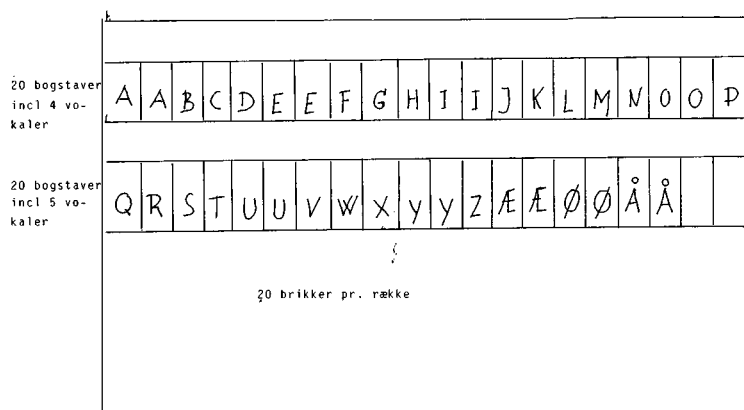 20 bogstaver
incl 4 vo-
kaler
A A B C D E E F G H I I J K L M N O O P
20 bogstaver
incl 5 vo-
kaler
Q R S T U U V W X Y Y Z Æ Æ Ø Ø Å Å
20 brikker pr. række